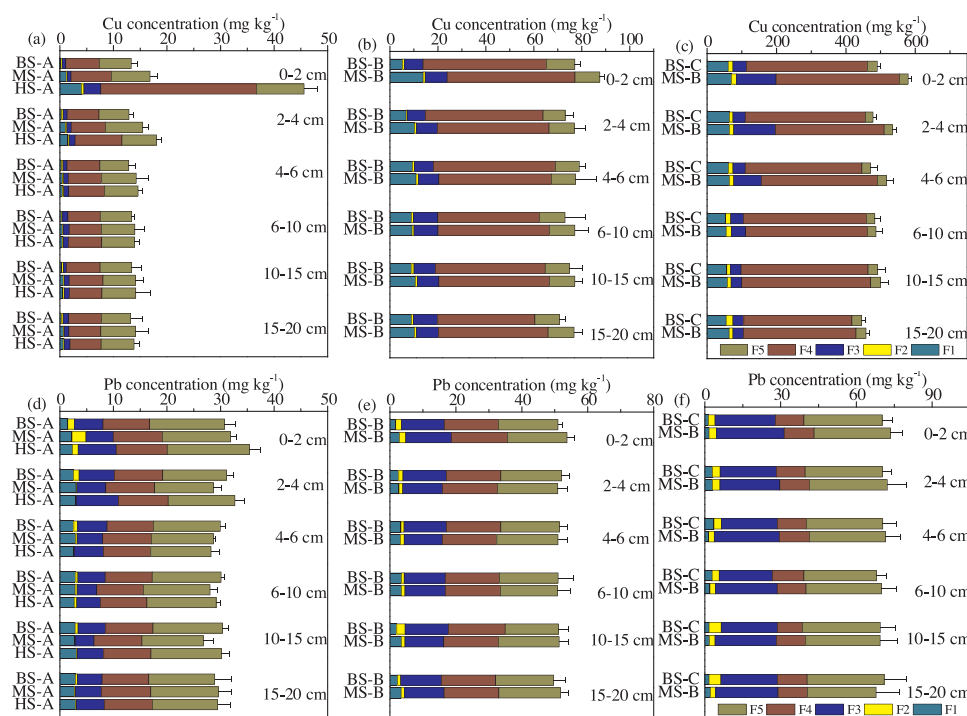 Cu concentration (mg kg-1)
0 10 20 30 40 50
(a)
BS-A
MS-A
HS-A
0-2 cm
BS-A
MS-A
HS-A
2-4 cm
BS-A
MS-A
HS-A
4-6 cm
BS-A
MS-A
HS-A
6-10 cm
BS-A
MS-A
HS-A
10-15 cm
BS-A
MS-A
HS-A
15-20 cm
Cu concentration (mg kg-1)
0 20 40 60 80 100
(b)
BS-B
MS-B
0-2 cm
BS-B
MS-B
2-4 cm
BS-B
MS-B
4-6 cm
BS-B
MS-B
6-10 cm
BS-B
MS-B
10-15 cm
BS-B
MS-B
15-20 cm
Cu concentration (mg kg-1)
0 200 400 600
(c)
BS-C
MS-B
0-2 cm
BS-C
MS-B
2-4 cm
BS-C
MS-B
4-6 cm
BS-C
MS-B
6-10 cm
BS-C
MS-B
10-15 cm
BS-C
MS-B
15-20 cm
F5 F4 F3 F2 F1
Pb concentration (mg kg-1)
0 10 20 30 40 50
(d)
BS-A
MS-A
HS-A
0-2 cm
BS-A
MS-A
HS-A
2-4 cm
BS-A
MS-A
HS-A
4-6 cm
BS-A
MS-A
HS-A
6-10 cm
BS-A
MS-A
HS-A
10-15 cm
BS-A
MS-A
HS-A
15-20 cm
Pb concentration (mg kg-1)
0 20 40 60 80
(e)
BS-B
MS-B
0-2 cm
BS-B
MS-B
2-4 cm
BS-B
MS-B
4-6 cm
BS-B
MS-B
6-10 cm
BS-B
MS-B
10-15 cm
BS-B
MS-B
15-20 cm
Pb concentration (mg kg-1)
0 30 60 90
(f)
BS-C
MS-B
0-2 cm
BS-C
MS-B
2-4 cm
BS-C
MS-B
4-6 cm
BS-C
MS-B
6-10 cm
BS-C
MS-B
10-15 cm
BS-C
MS-B
15-20 cm
F5 F4 F3 F2 F1